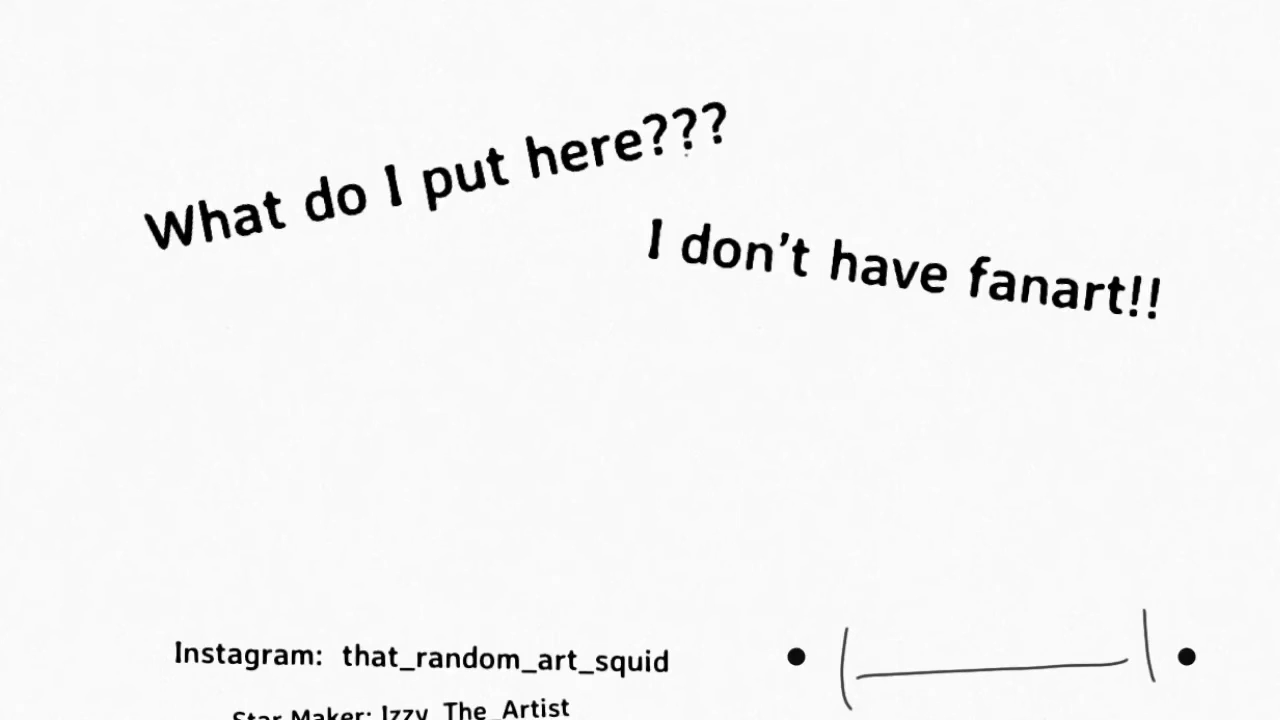 What do I put here???
I don't have fanart!!
Instagram: that_random_art_squid
Star Maker: Izzy_The_Artist